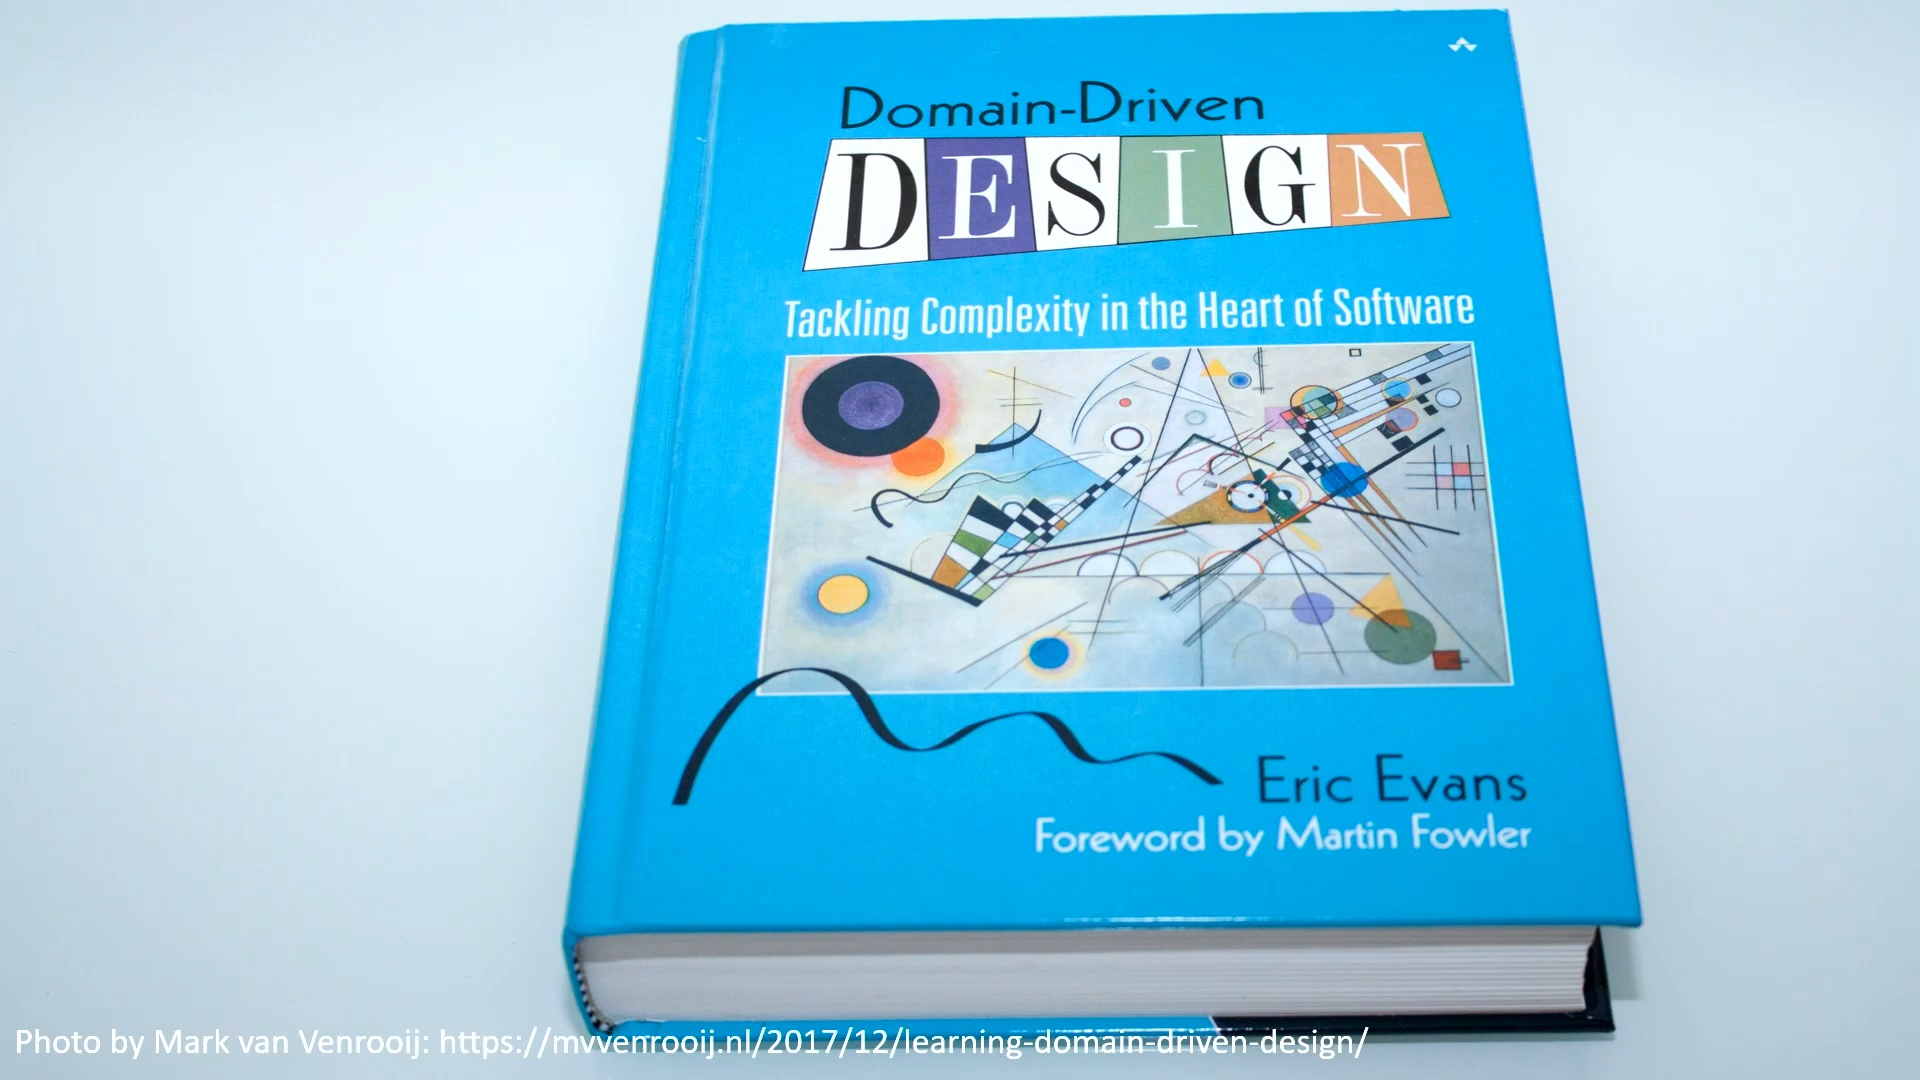 Domain-Driven
DESIGN
Tackling Complexity in the Heart of Software
Eric Evans
Foreword by Martin Fowler
Photo by Mark van Venrooij: https://mvvenrooij.nl/2017/12/learning-domain-driven-design/